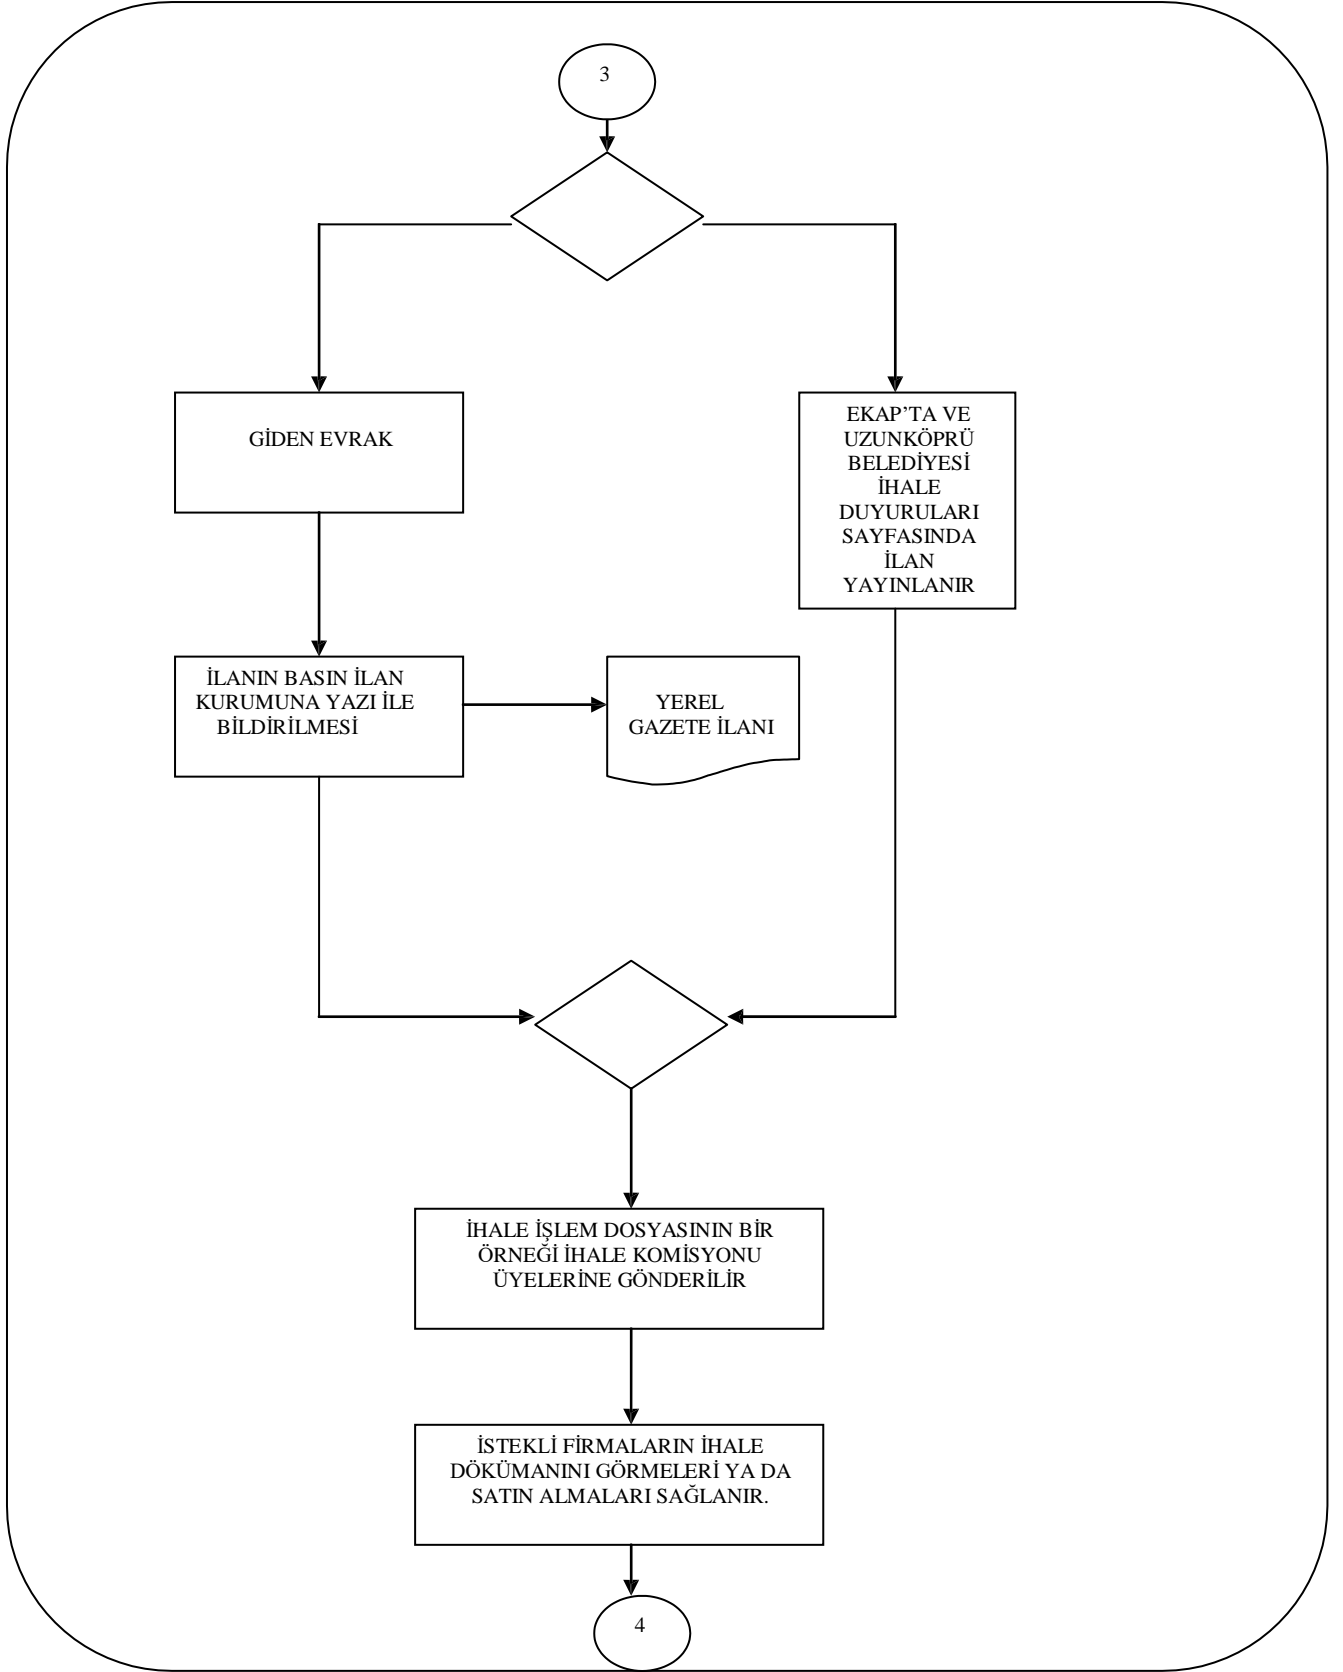 3
GİDEN EVRAK
EKAP’TA VE
UZUNKÖPRÜ
BELEDİYESİ
İHALE
DUYURULARI
SAYFASINDA
İLAN
YAYINLANIR
İLANIN BASIN İLAN
KURUMUNA YAZI İLE
BİLDİRİLMESİ
YEREL
GAZETE İLANI
İHALE İŞLEM DOSYASININ BİR
ÖRNEĞİ İHALE KOMİSYONU
ÜYELERİNE GÖNDERİLİR
İSTEKLİ FİRMALARIN İHALE
DÖKÜMANINI GÖRMELERİ YA DA
SATIN ALMALARI SAĞLANIR.
4